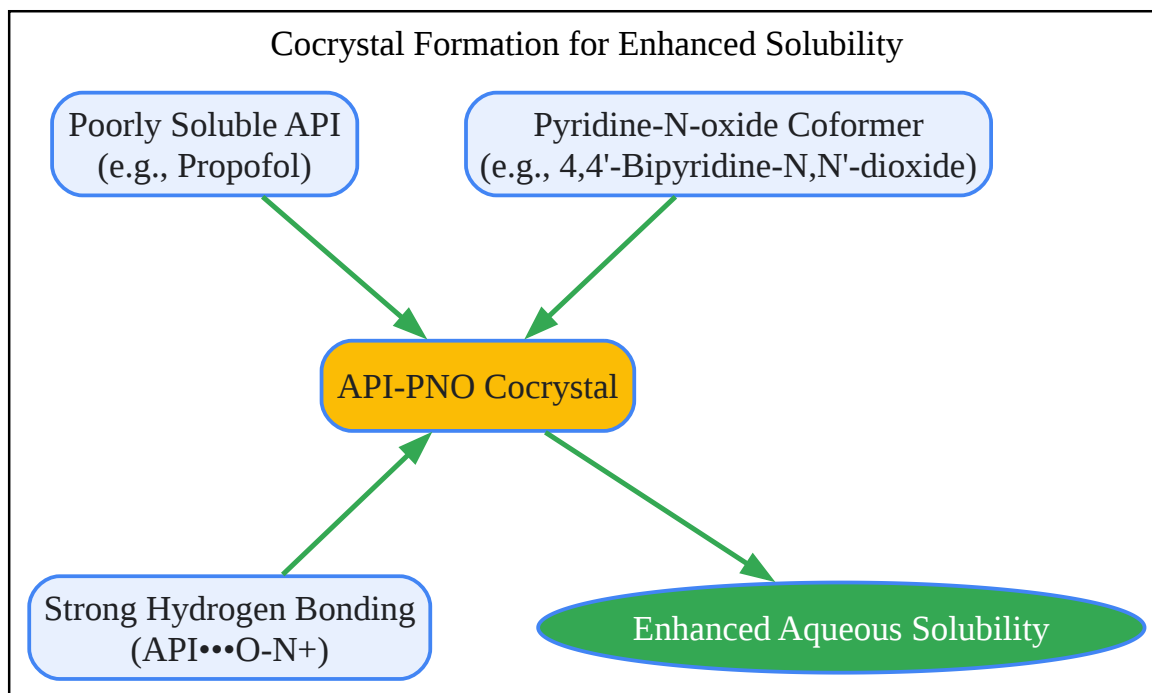 Cocrystal Formation for Enhanced Solubility
Poorly Soluble API
(e.g., Propofol)
Pyridine-N-oxide Coformer
(e.g., 4,4'-Bipyridine-N,N'-dioxide)
API-PNO Cocrystal
Strong Hydrogen Bonding
(API•••O-N+)
Enhanced Aqueous Solubility